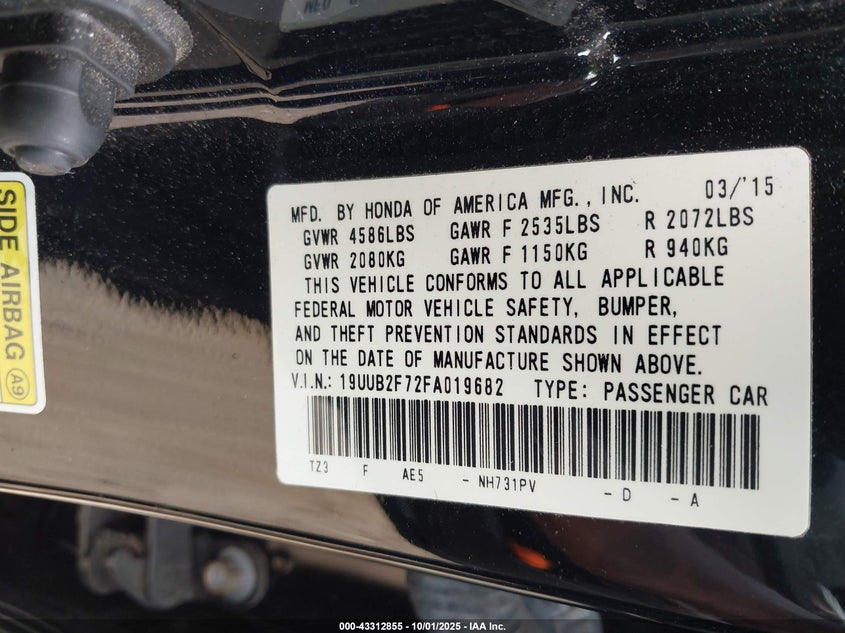 MFD. BY HONDA OF AMERICA MFG., INC. 03/'15
GVWR 4586LBS GAWR F 2535LBS R 2072LBS
GVWR 2080KG GAWR F 1150KG R 940KG
THIS VEHICLE CONFORMS TO ALL APPLICABLE
FEDERAL MOTOR VEHICLE SAFETY, BUMPER,
AND THEFT PREVENTION STANDARDS IN EFFECT
ON THE DATE OF MANUFACTURE SHOWN ABOVE.
V.I.N.: 19UUB2F72FA019682 TYPE: PASSENGER CAR
TZ3 F AE5 - NH731PV - D - A
SIDE AIRBAG A9
000-43312855 - 10/01/2025 - IAA Inc.